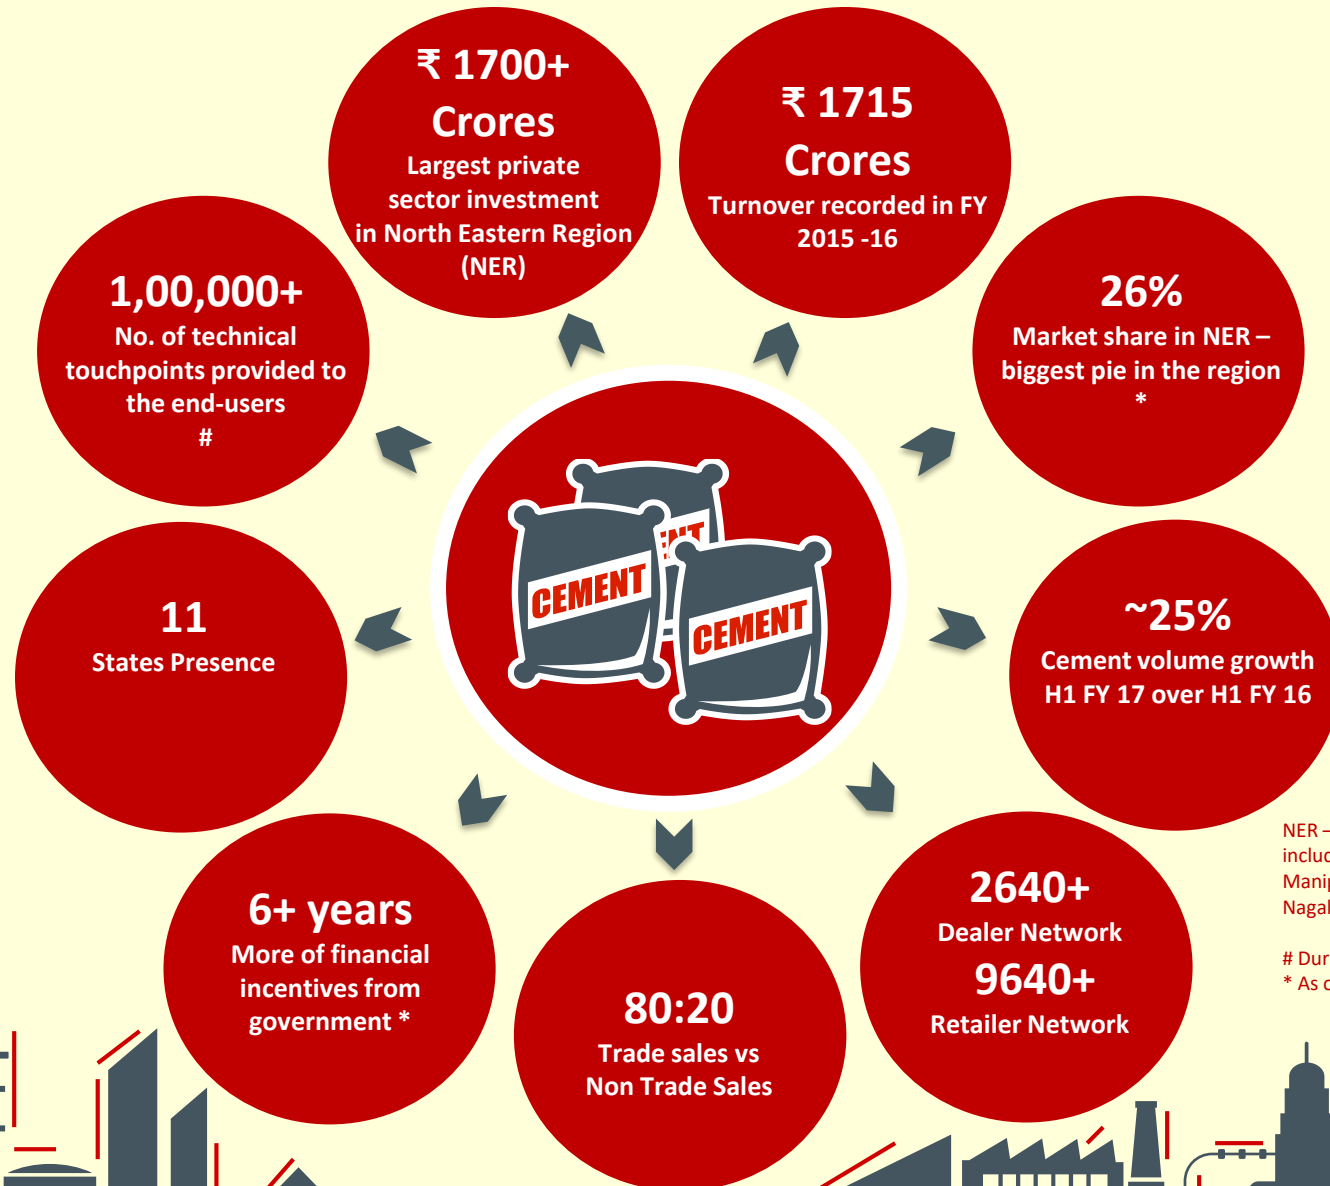 ₹ 1700+
Crores
Largest private
sector investment
in North Eastern Region
(NER)
₹ 1715
Crores
Turnover recorded in FY
2015 -16
1,00,000+
No. of technical
touchpoints provided to
the end-users
#
26%
Market share in NER –
biggest pie in the region
*
CEMENT
CEMENT
11
States Presence
~25%
Cement volume growth
H1 FY 17 over H1 FY 16
6+ years
More of financial
incentives from
government *
80:20
Trade sales vs
Non Trade Sales
2640+
Dealer Network
9640+
Retailer Network
NER –
#
* As